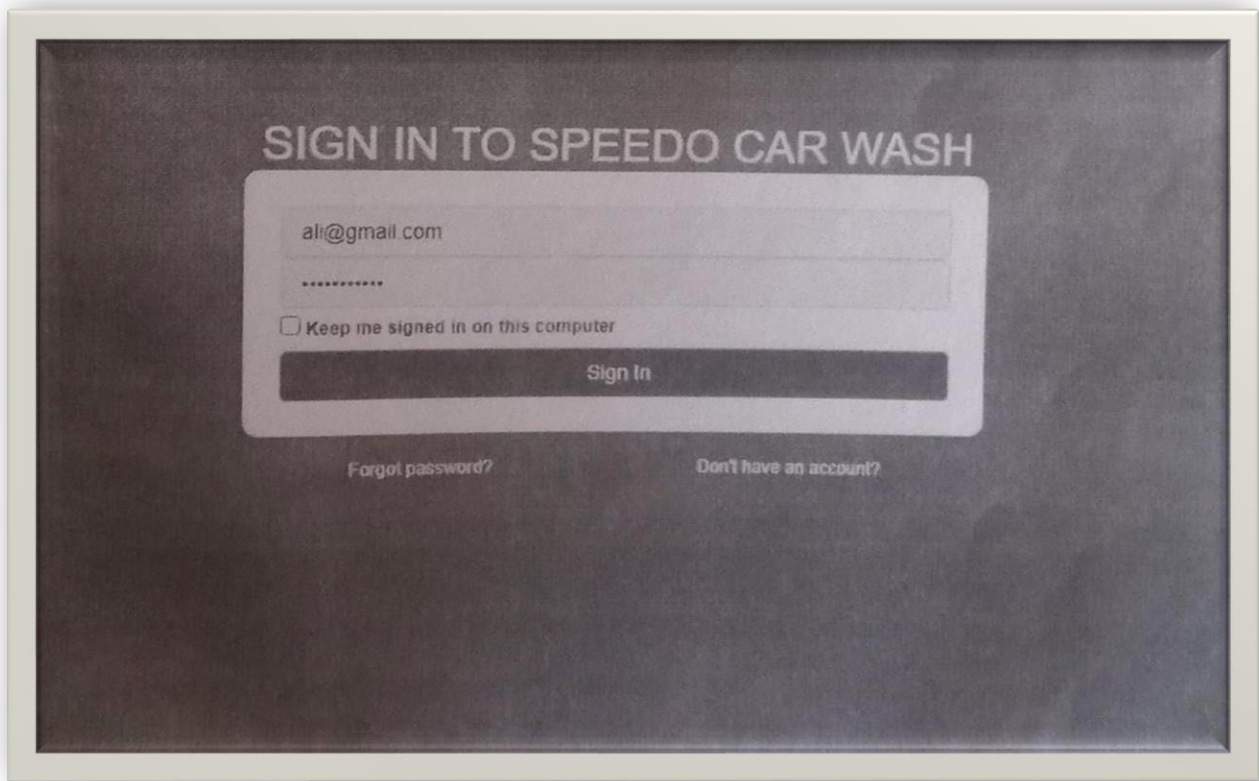 SIGN IN TO SPEEDO CAR WASH
ali@gmail.com
•••••••••••
Keep me signed in on this computer
Sign In
Forgot password?
Don't have an account?